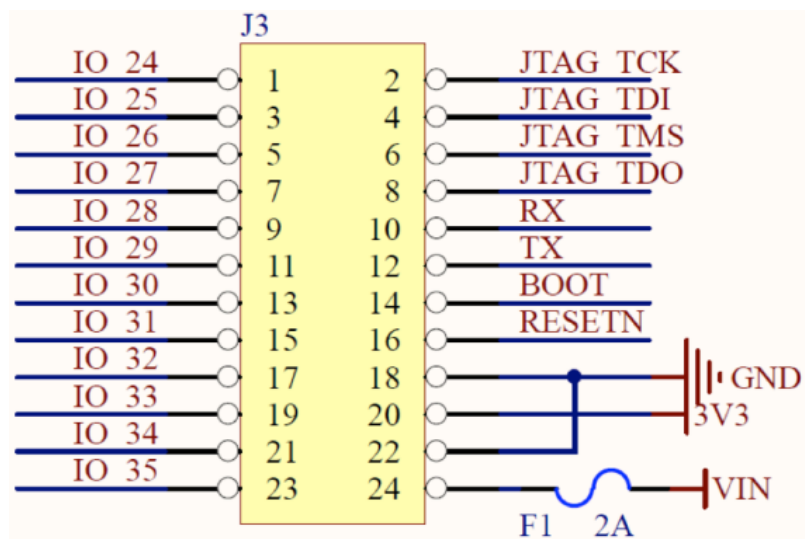 J3
IO 24 1 2 JTAG TCK
IO 25 3 4 JTAG TDI
IO 26 5 6 JTAG TMS
IO 27 7 8 JTAG TDO
IO 28 9 10 RX
IO 29 11 12 TX
IO 30 13 14 BOOT
IO 31 15 16 RESETN
IO 32 17 18 GND
IO 33 19 20 3V3
IO 34 21 22
IO 35 23 24 VIN
F1 2A